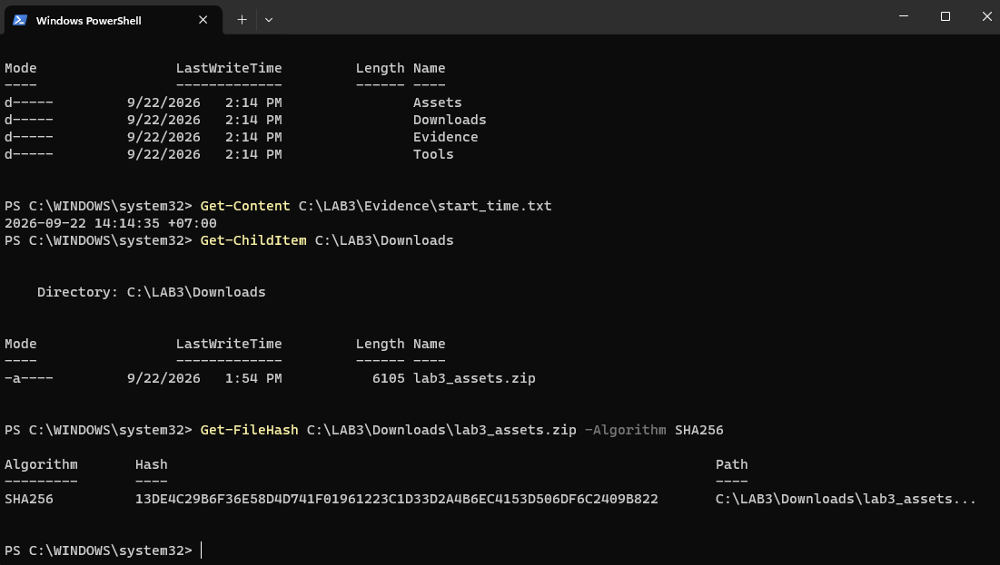 Windows PowerShell
Mode                 LastWriteTime         Length Name
----                 -------------         ------ ----
d-----         9/22/2026   2:14 PM                Assets
d-----         9/22/2026   2:14 PM                Downloads
d-----         9/22/2026   2:14 PM                Evidence
d-----         9/22/2026   2:14 PM                Tools
PS C:\WINDOWS\system32> Get-Content C:\LAB3\Evidence\start_time.txt
2026-09-22 14:14:35 +07:00
PS C:\WINDOWS\system32> Get-ChildItem C:\LAB3\Downloads
    Directory: C:\LAB3\Downloads
Mode                 LastWriteTime         Length Name
----                 -------------         ------ ----
-a----         9/22/2026   1:54 PM           6105 lab3_assets.zip
PS C:\WINDOWS\system32> Get-FileHash C:\LAB3\Downloads\lab3_assets.zip -Algorithm SHA256
Algorithm       Hash                                                                   Path
---------       ----                                                                   ----
SHA256          13DE4C29B6F36E58D4D741F01961223C1D33D2A4B6EC4153D506DF6C2409B822       C:\LAB3\Downloads\lab3_assets...
PS C:\WINDOWS\system32>